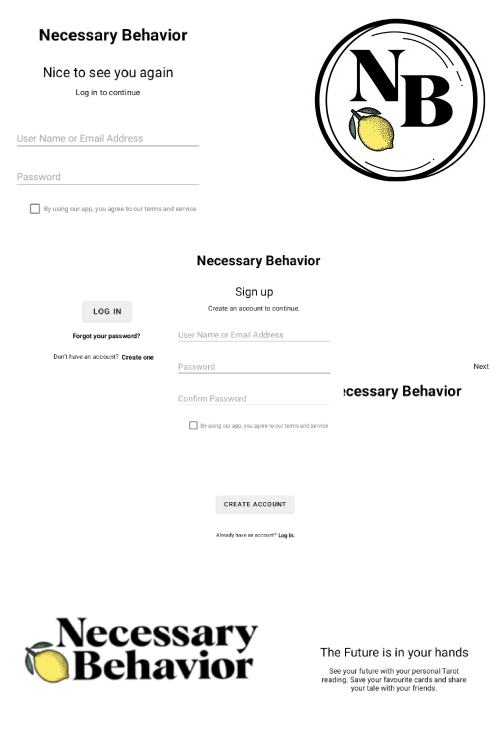 Necessary Behavior
Nice to see you again
Log in to continue
User Name or Email Address
Password
By using our app, you agree to our terms and service
LOG IN
Forgot your password?
Don't have an account? Create one
NB
Necessary Behavior
Sign up
Create an account to continue.
User Name or Email Address
Password
Confirm Password
By using our app, you agree to our terms and service
CREATE ACCOUNT
Already have an account? Log in.
Next
cessary Behavior
The Future is in your hands
See your future with your personal Tarot
reading. Save your favourite cards and share
your tale with your friends.
Necessary
Behavior